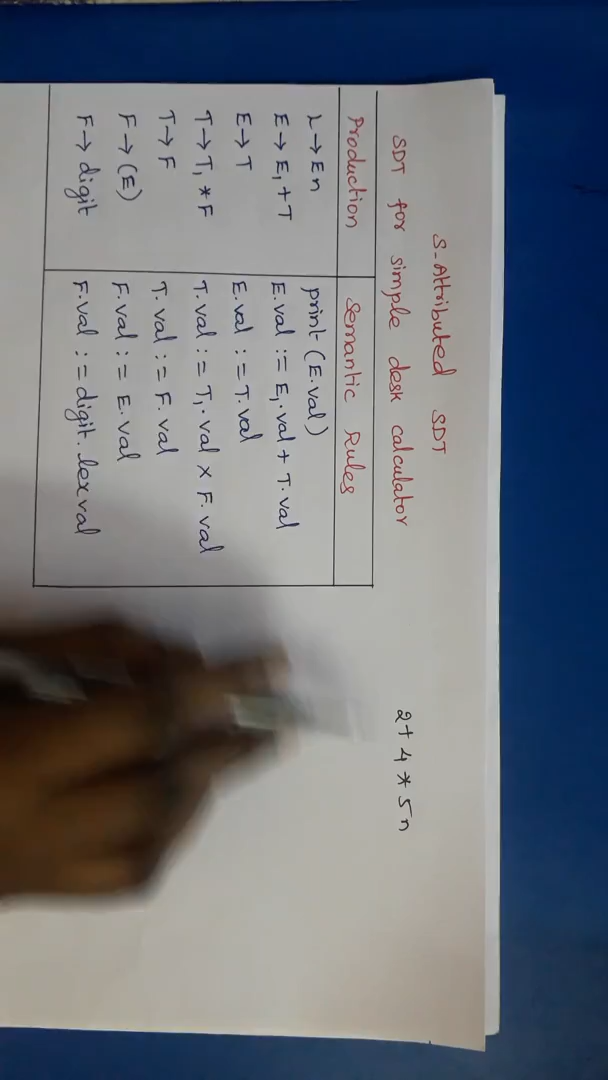 S-Attributed SDT
SDT for simple desk calculator
2+4*5n
Production Semantic Rules
L→En print(E.val)
E→E₁+T E.val := E₁.val + T.val
E→T E.val := T.val
T→T₁*F T.val := T₁.val × F.val
T→F T.val := F.val
F→(E) F.val := E.val
F→digit F.val := digit.lexval